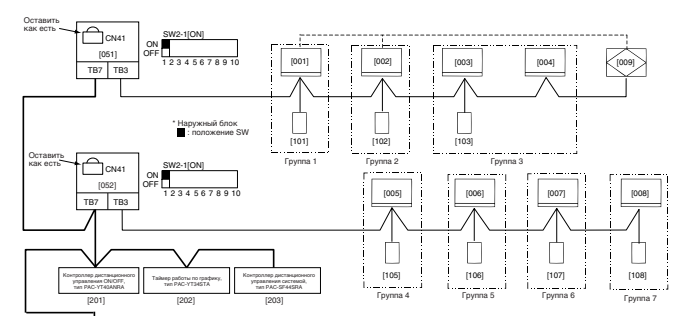 Оставить
как есть
CN41
[051]
TB7 TB3
SW2-1[ON]
ON
OFF
1 2 3 4 5 6 7 8 9 10
* Наружный блок
: положение SW
[001]
[002]
[003]
[004]
[009]
[101]
[102]
[103]
Группа 1
Группа 2
Группа 3
Оставить
как есть
CN41
[052]
TB7 TB3
SW2-1[ON]
ON
OFF
1 2 3 4 5 6 7 8 9 10
[005]
[006]
[007]
[008]
[105]
[106]
[107]
[108]
Группа 4
Группа 5
Группа 6
Группа 7
Контроллер дистанционного
управления ON/OFF,
тип PAC-YT40ANRA
[201]
Таймер работы по графику,
тип PAC-YT34STA
[202]
Контроллер дистанционного
управления системой,
тип PAC-SF44SRA
[203]